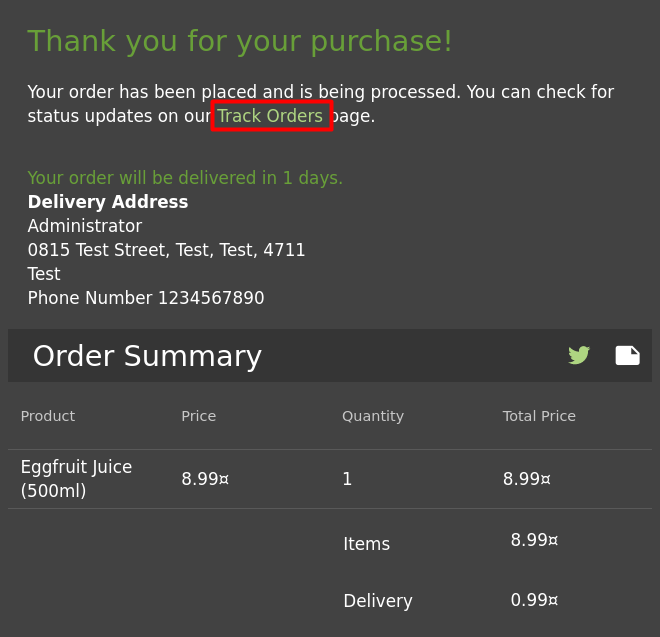 Thank you for your purchase!
Your order has been placed and is being processed. You can check for
status updates on our Track Orders page.
Your order will be delivered in 1 days.
Delivery Address
Administrator
0815 Test Street, Test, Test, 4711
Test
Phone Number 1234567890
Order Summary
Product Price Quantity Total Price
Eggfruit Juice
(500ml) 8.99¤ 1 8.99¤
Items 8.99¤
Delivery 0.99¤